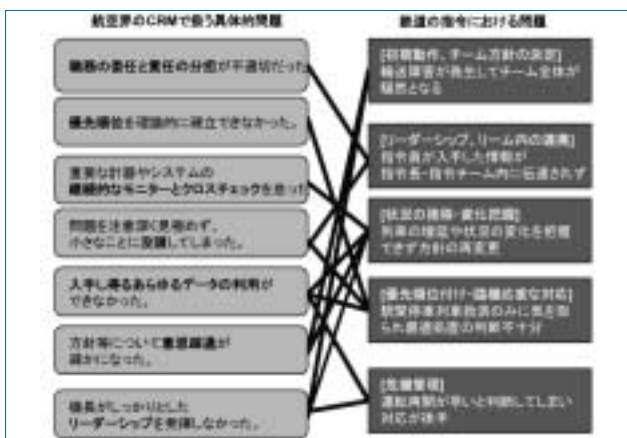 航空界のCRMで扱う具体的問題
鉄道の指令における問題
職務の委任と責任の分担が不適切だった
優先順位を理論的に確立できなかった。
重要な計器やシステムの
継続的なモニターとクロスチェックを怠った
問題を注意深く見極めず、
小さなことに没頭してしまった。
入手し得るあらゆるデータの利用が
できなかった。
方針等について意思疎通が
疎かになった。
機長がしっかりとした
リーダーシップを発揮しなかった。
[初期動作、チーム方針の決定]
輸送障害が発生してチーム全体が
騒然となる
[リーダーシップ、チーム内の連携]
指令員が入手した情報が
指令長・指令チーム内に伝達されず
[状況の推移・変化把握]
列車の増延や状況の変化を把握
できず方針の再変更
[優先順位付け・臨機応変な対応]
駅間停車列車救済のみに気を取
られ最適処置の判断不十分
[危機管理]
運転再開が早いと判断してしまい
対応が後手